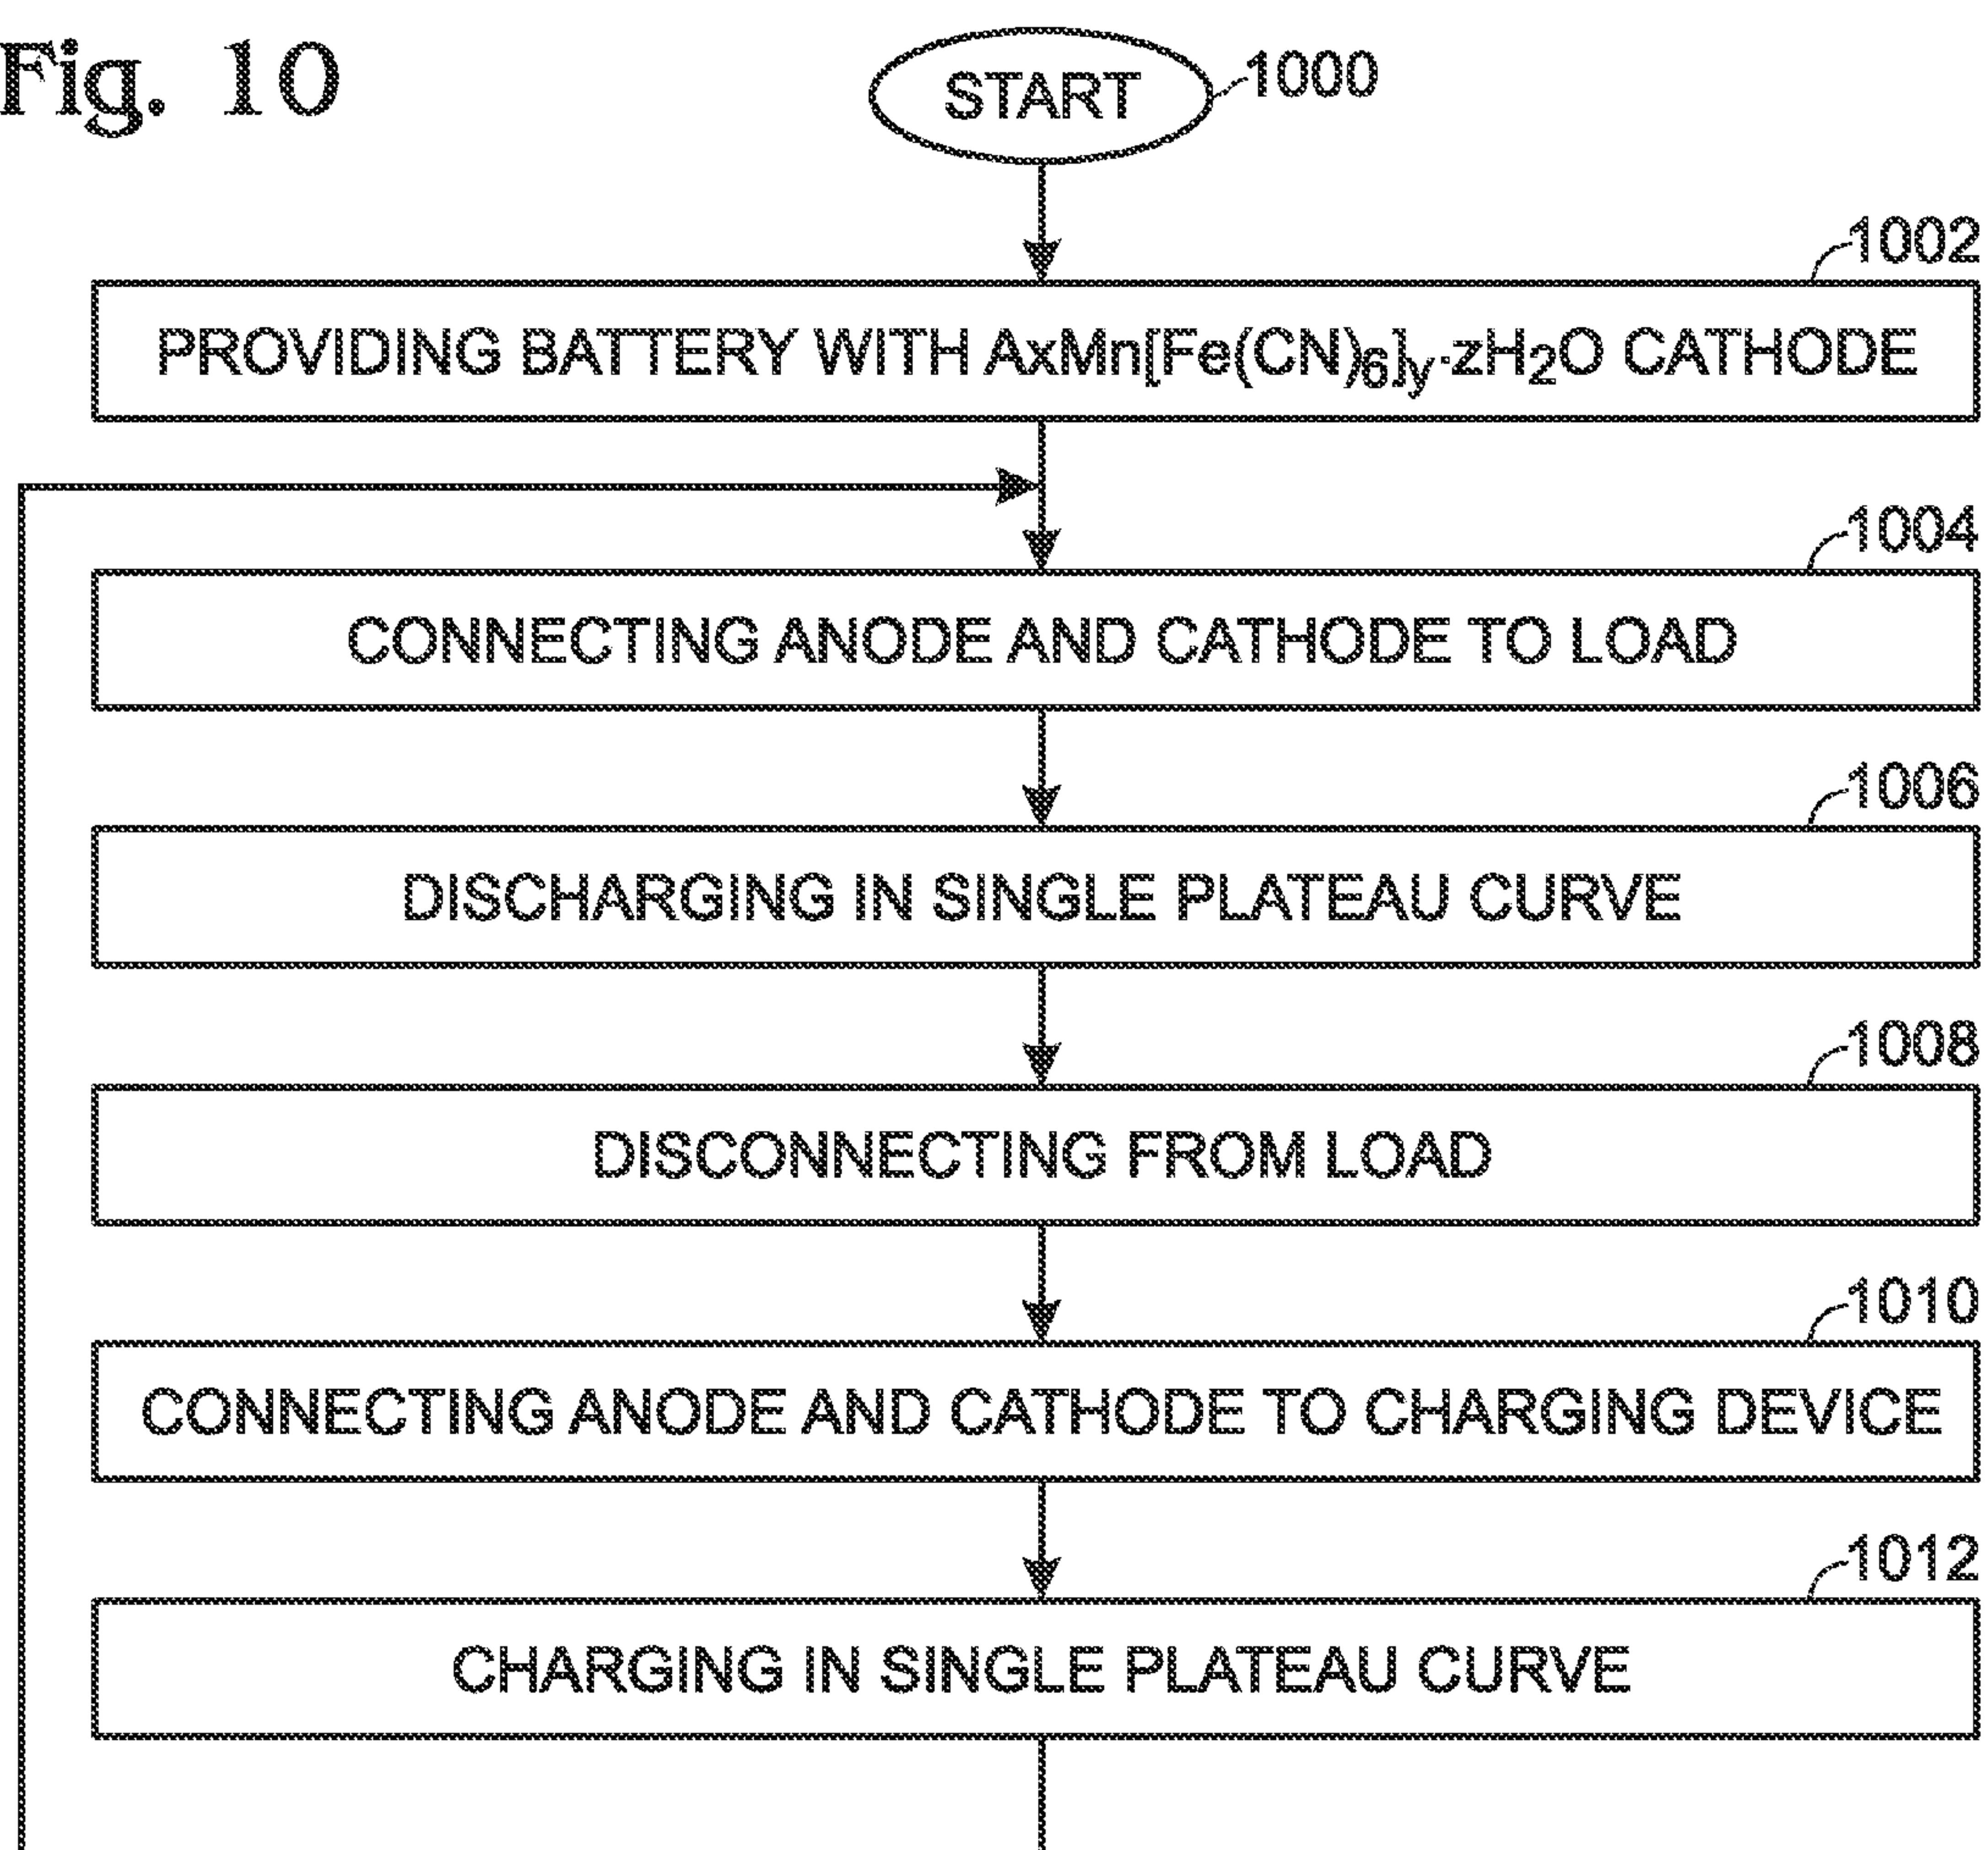 Fig. 10
START
1000
1002
PROVIDING BATTERY WITH AxMn[Fe(CN)₆]y·zH₂O CATHODE
1004
CONNECTING ANODE AND CATHODE TO LOAD
1006
DISCHARGING IN SINGLE PLATEAU CURVE
1008
DISCONNECTING FROM LOAD
1010
CONNECTING ANODE AND CATHODE TO CHARGING DEVICE
1012
CHARGING IN SINGLE PLATEAU CURVE